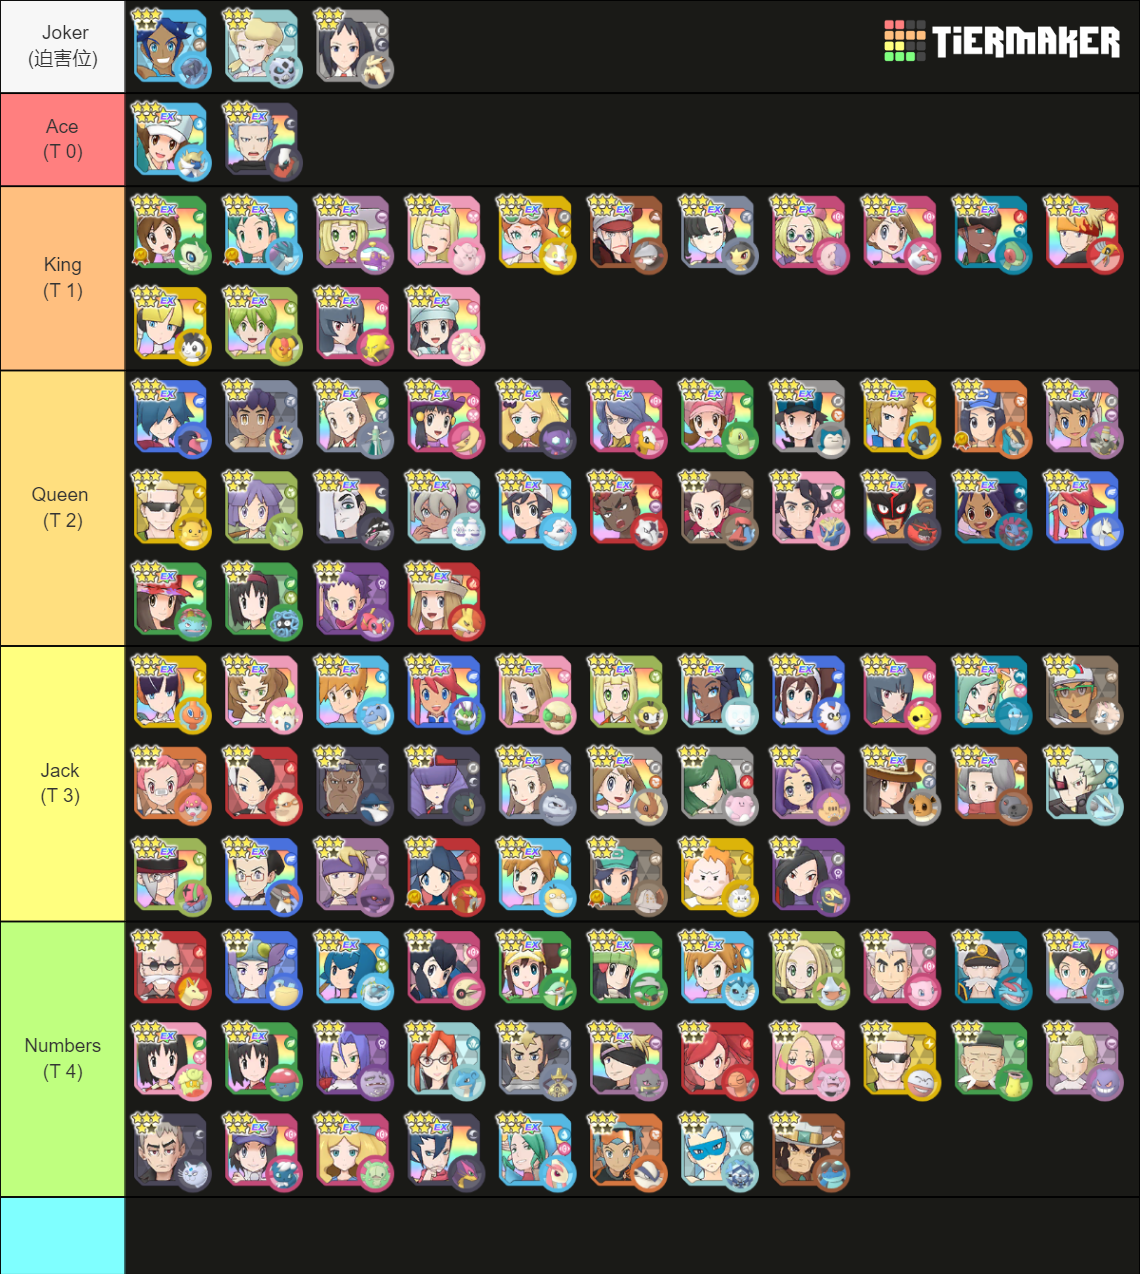 Joker
(迫害位)
TiERMAKER
Ace
(T 0)
King
(T 1)
Queen
(T 2)
Jack
(T 3)
Numbers
(T 4)